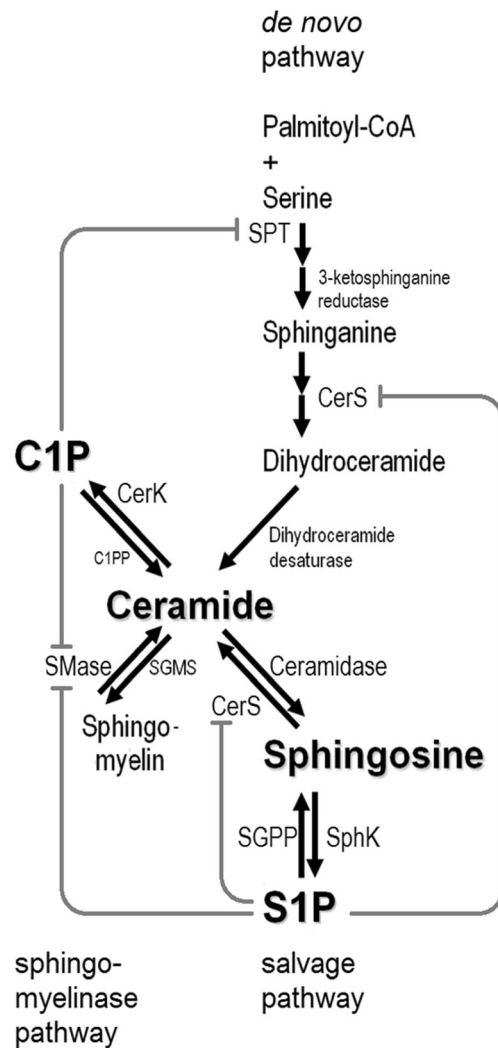 de novo
pathway
Palmitoyl-CoA
+
Serine
SPT
3-ketosphinganine
reductase
Sphinganine
CerS
C1P
Dihydroceramide
CerK
C1PP
Dihydroceramide
desaturase
Ceramide
SMase
SGMS
Ceramidase
Sphingo-
myelin
CerS
Sphingosine
SGPP
SphK
S1P
sphingo-
myelinase
pathway
salvage
pathway